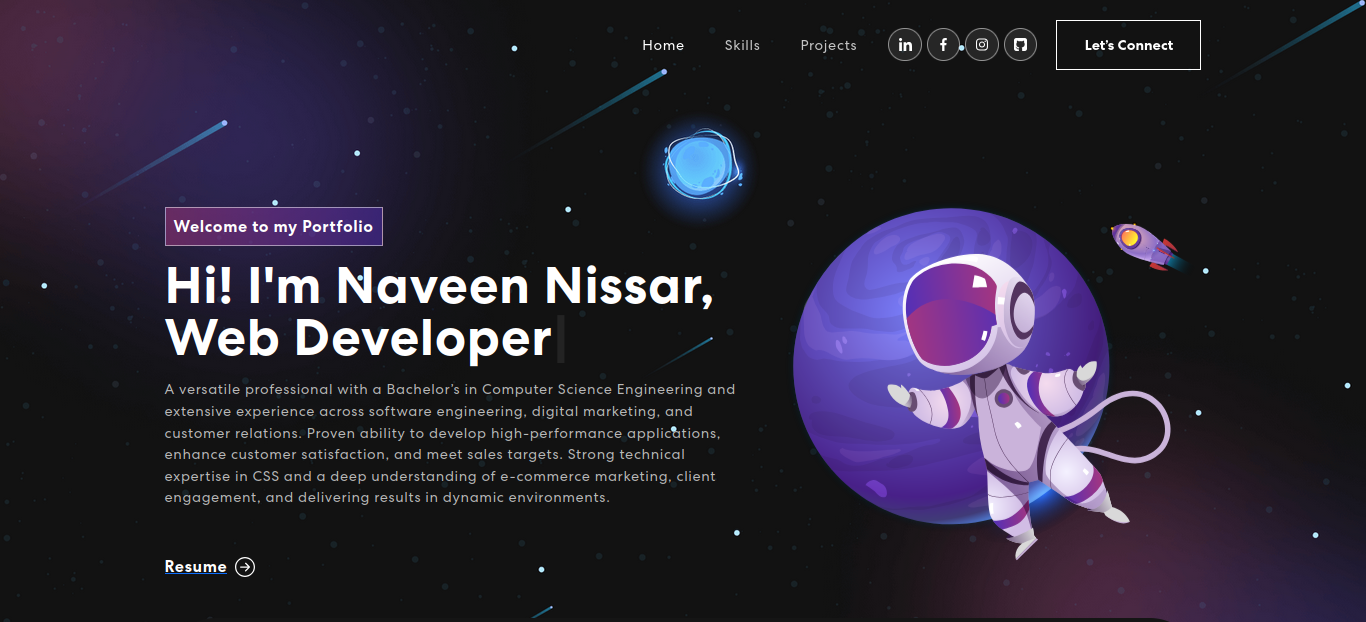 Home Skills Projects in f Let's Connect
Welcome to my Portfolio
Hi! I'm Naveen Nissar,
Web Developer
A versatile professional with a Bachelor's in Computer Science Engineering and
extensive experience across software engineering, digital marketing, and
customer relations. Proven ability to develop high-performance applications,
enhance customer satisfaction, and meet sales targets. Strong technical
expertise in CSS and a deep understanding of e-commerce marketing, client
engagement, and delivering results in dynamic environments.
Resume